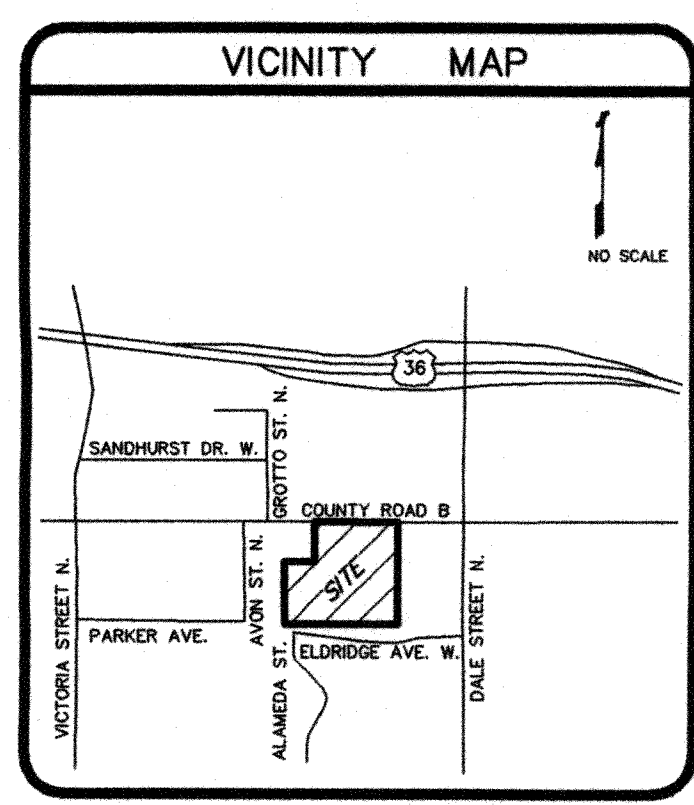 VICINITY MAP
NO SCALE
36
SANDHURST DR. W.
GROTTO ST. N.
COUNTY ROAD B
SITE
VICTORIA STREET N.
AVON ST. N.
DALE STREET N.
PARKER AVE.
ALAMEDA ST.
ELDRIDGE AVE. W.